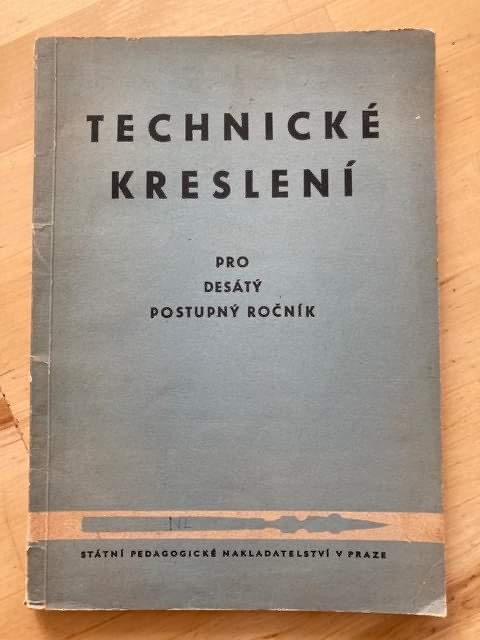 TECHNICKÉ
KRESLENÍ
PRO
DESÁTÝ
POSTUPNÝ ROČNÍK
STÁTNÍ PEDAGOGICKÉ NAKLADATELSTVÍ V PRAZE